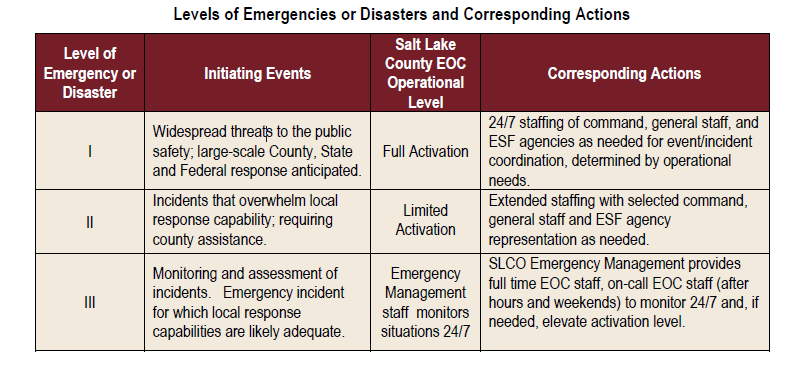 Levels of Emergencies or Disasters and Corresponding Actions
Level of
Emergency or
Disaster
Initiating Events
Salt Lake
County EOC
Operational
Level
Corresponding Actions
I
Widespread threats to the public
safety; large-scale County, State
and Federal response anticipated.
Full Activation
24/7 staffing of command, general staff, and
ESF agencies as needed for event/incident
coordination, determined by operational
needs.
II
Incidents that overwhelm local
response capability; requiring
county assistance.
Limited
Activation
Extended staffing with selected command,
general staff and ESF agency
representation as needed.
III
Monitoring and assessment of
incidents. Emergency incident
for which local response
capabilities are likely adequate.
Emergency
Management
staff monitors
situations 24/7
SLCO Emergency Management provides
full time EOC staff, on-call EOC staff (after
hours and weekends) to monitor 24/7 and, if
needed, elevate activation level.